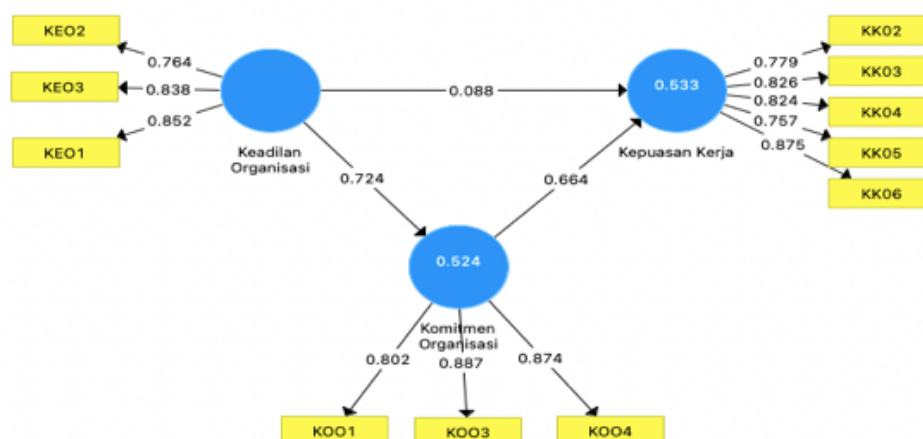 KEO2
KEO3
KEO1
0.764
0.838
0.852
Keadilan
Organisasi
0.088
0.724
0.664
0.533
Kepuasan Kerja
KK02
KK03
KK04
KK05
KK06
0.779
0.826
0.824
0.757
0.875
0.524
Komitmen
Organisasi
0.802
0.887
0.874
KOO1
KOO3
KOO4